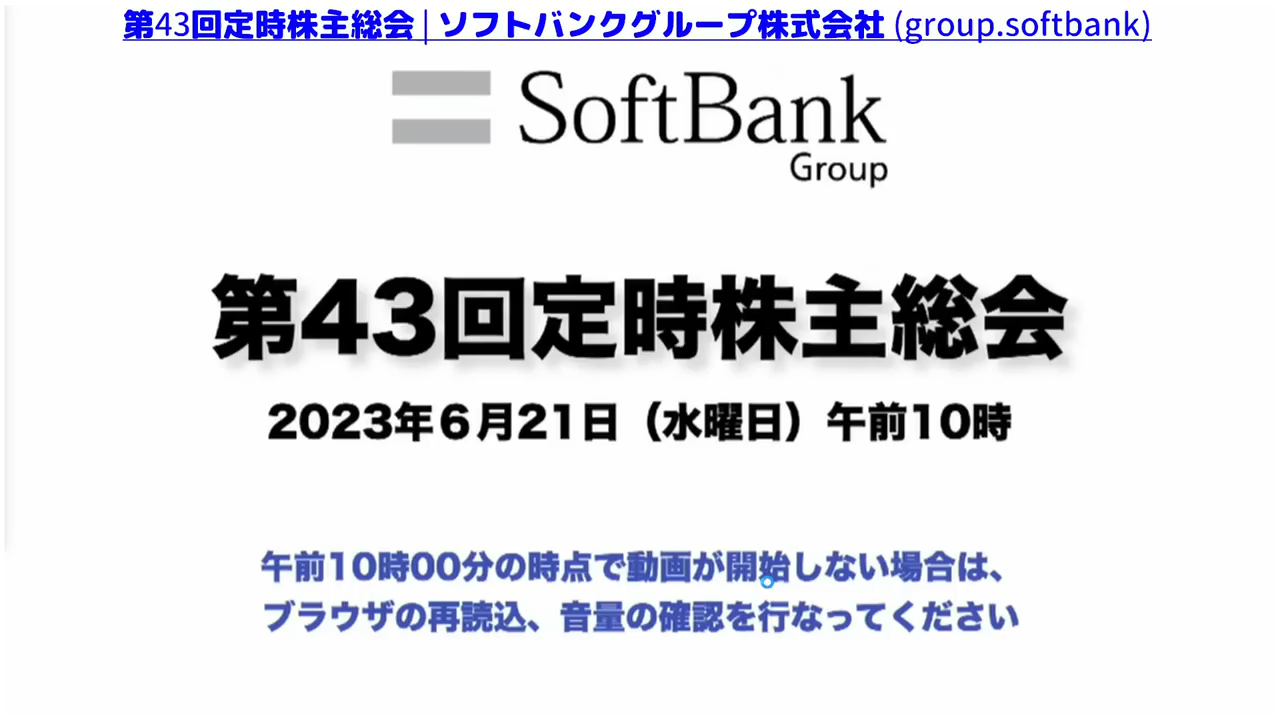 第43回定時株主総会 | ソフトバンクグループ株式会社 (group.softbank)
SoftBank
Group
第43回定時株主総会
2023年6月21日（水曜日）午前10時
午前10時00分の時点で動画が開始しない場合は、
ブラウザの再読込、音量の確認を行なってください